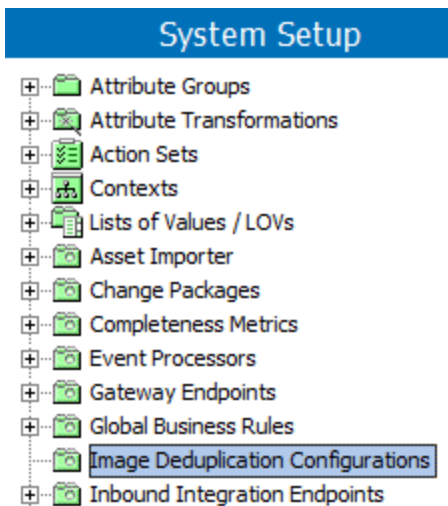 System Setup
Attribute Groups
Attribute Transformations
Action Sets
Contexts
Lists of Values / LOVs
Asset Importer
Change Packages
Completeness Metrics
Event Processors
Gateway Endpoints
Global Business Rules
Image Deduplication Configurations
Inbound Integration Endpoints